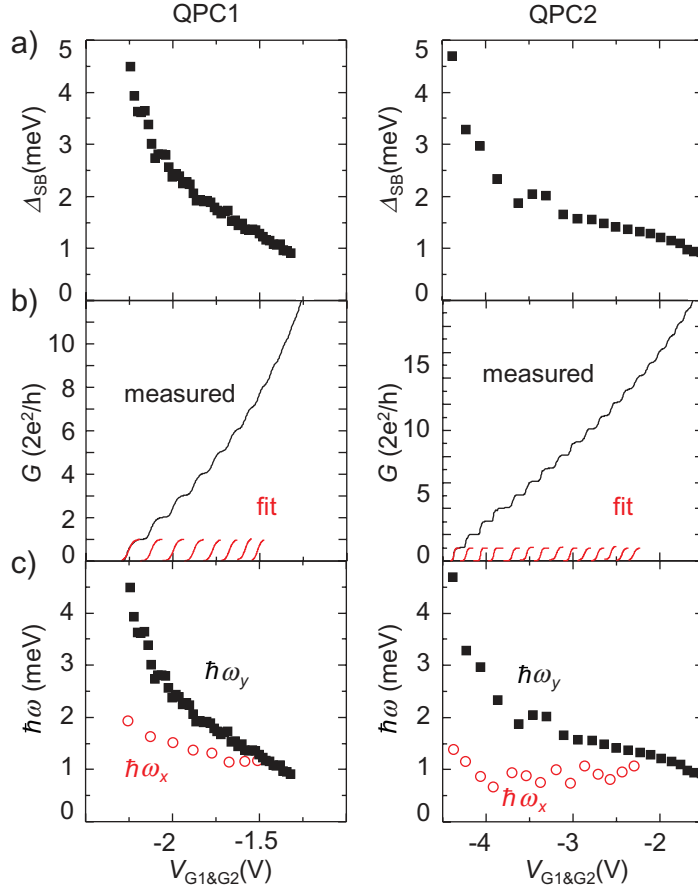 QPC1
QPC2
a)
5
4
3
2
1
0
Δ_SB(meV)
5
4
3
2
1
0
Δ_SB(meV)
b)
10
8
6
4
2
0
G (2e²/h)
measured
fit
15
10
5
0
G (2e²/h)
measured
fit
c)
4
3
2
1
0
ħω (meV)
ħω_y
ħω_x
-2
-1.5
V_G1&G2(V)
4
3
2
1
0
ħω (meV)
ħω_y
ħω_x
-4
-3
-2
V_G1&G2(V)